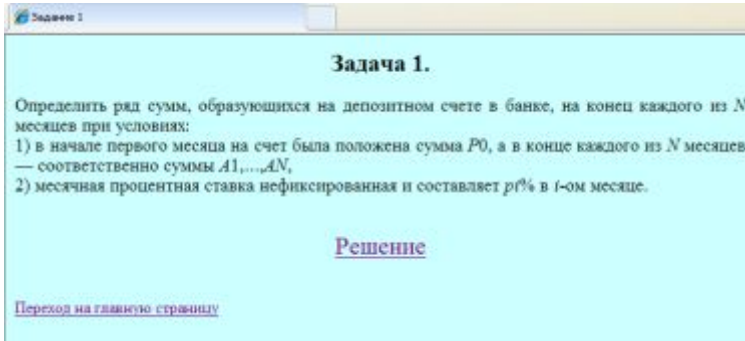 Задание 1
Задача 1.
Определить ряд сумм, образующихся на депозитном счете в банке, на конец каждого из N
месяцев при условиях:
1) в начале первого месяца на счет была положена сумма P0, а в конце каждого из N месяцев
— соответственно суммы A1,...,AN,
2) месячная процентная ставка нефиксированная и составляет pt% в t-ом месяце.
Решение
Переход на главную страницу